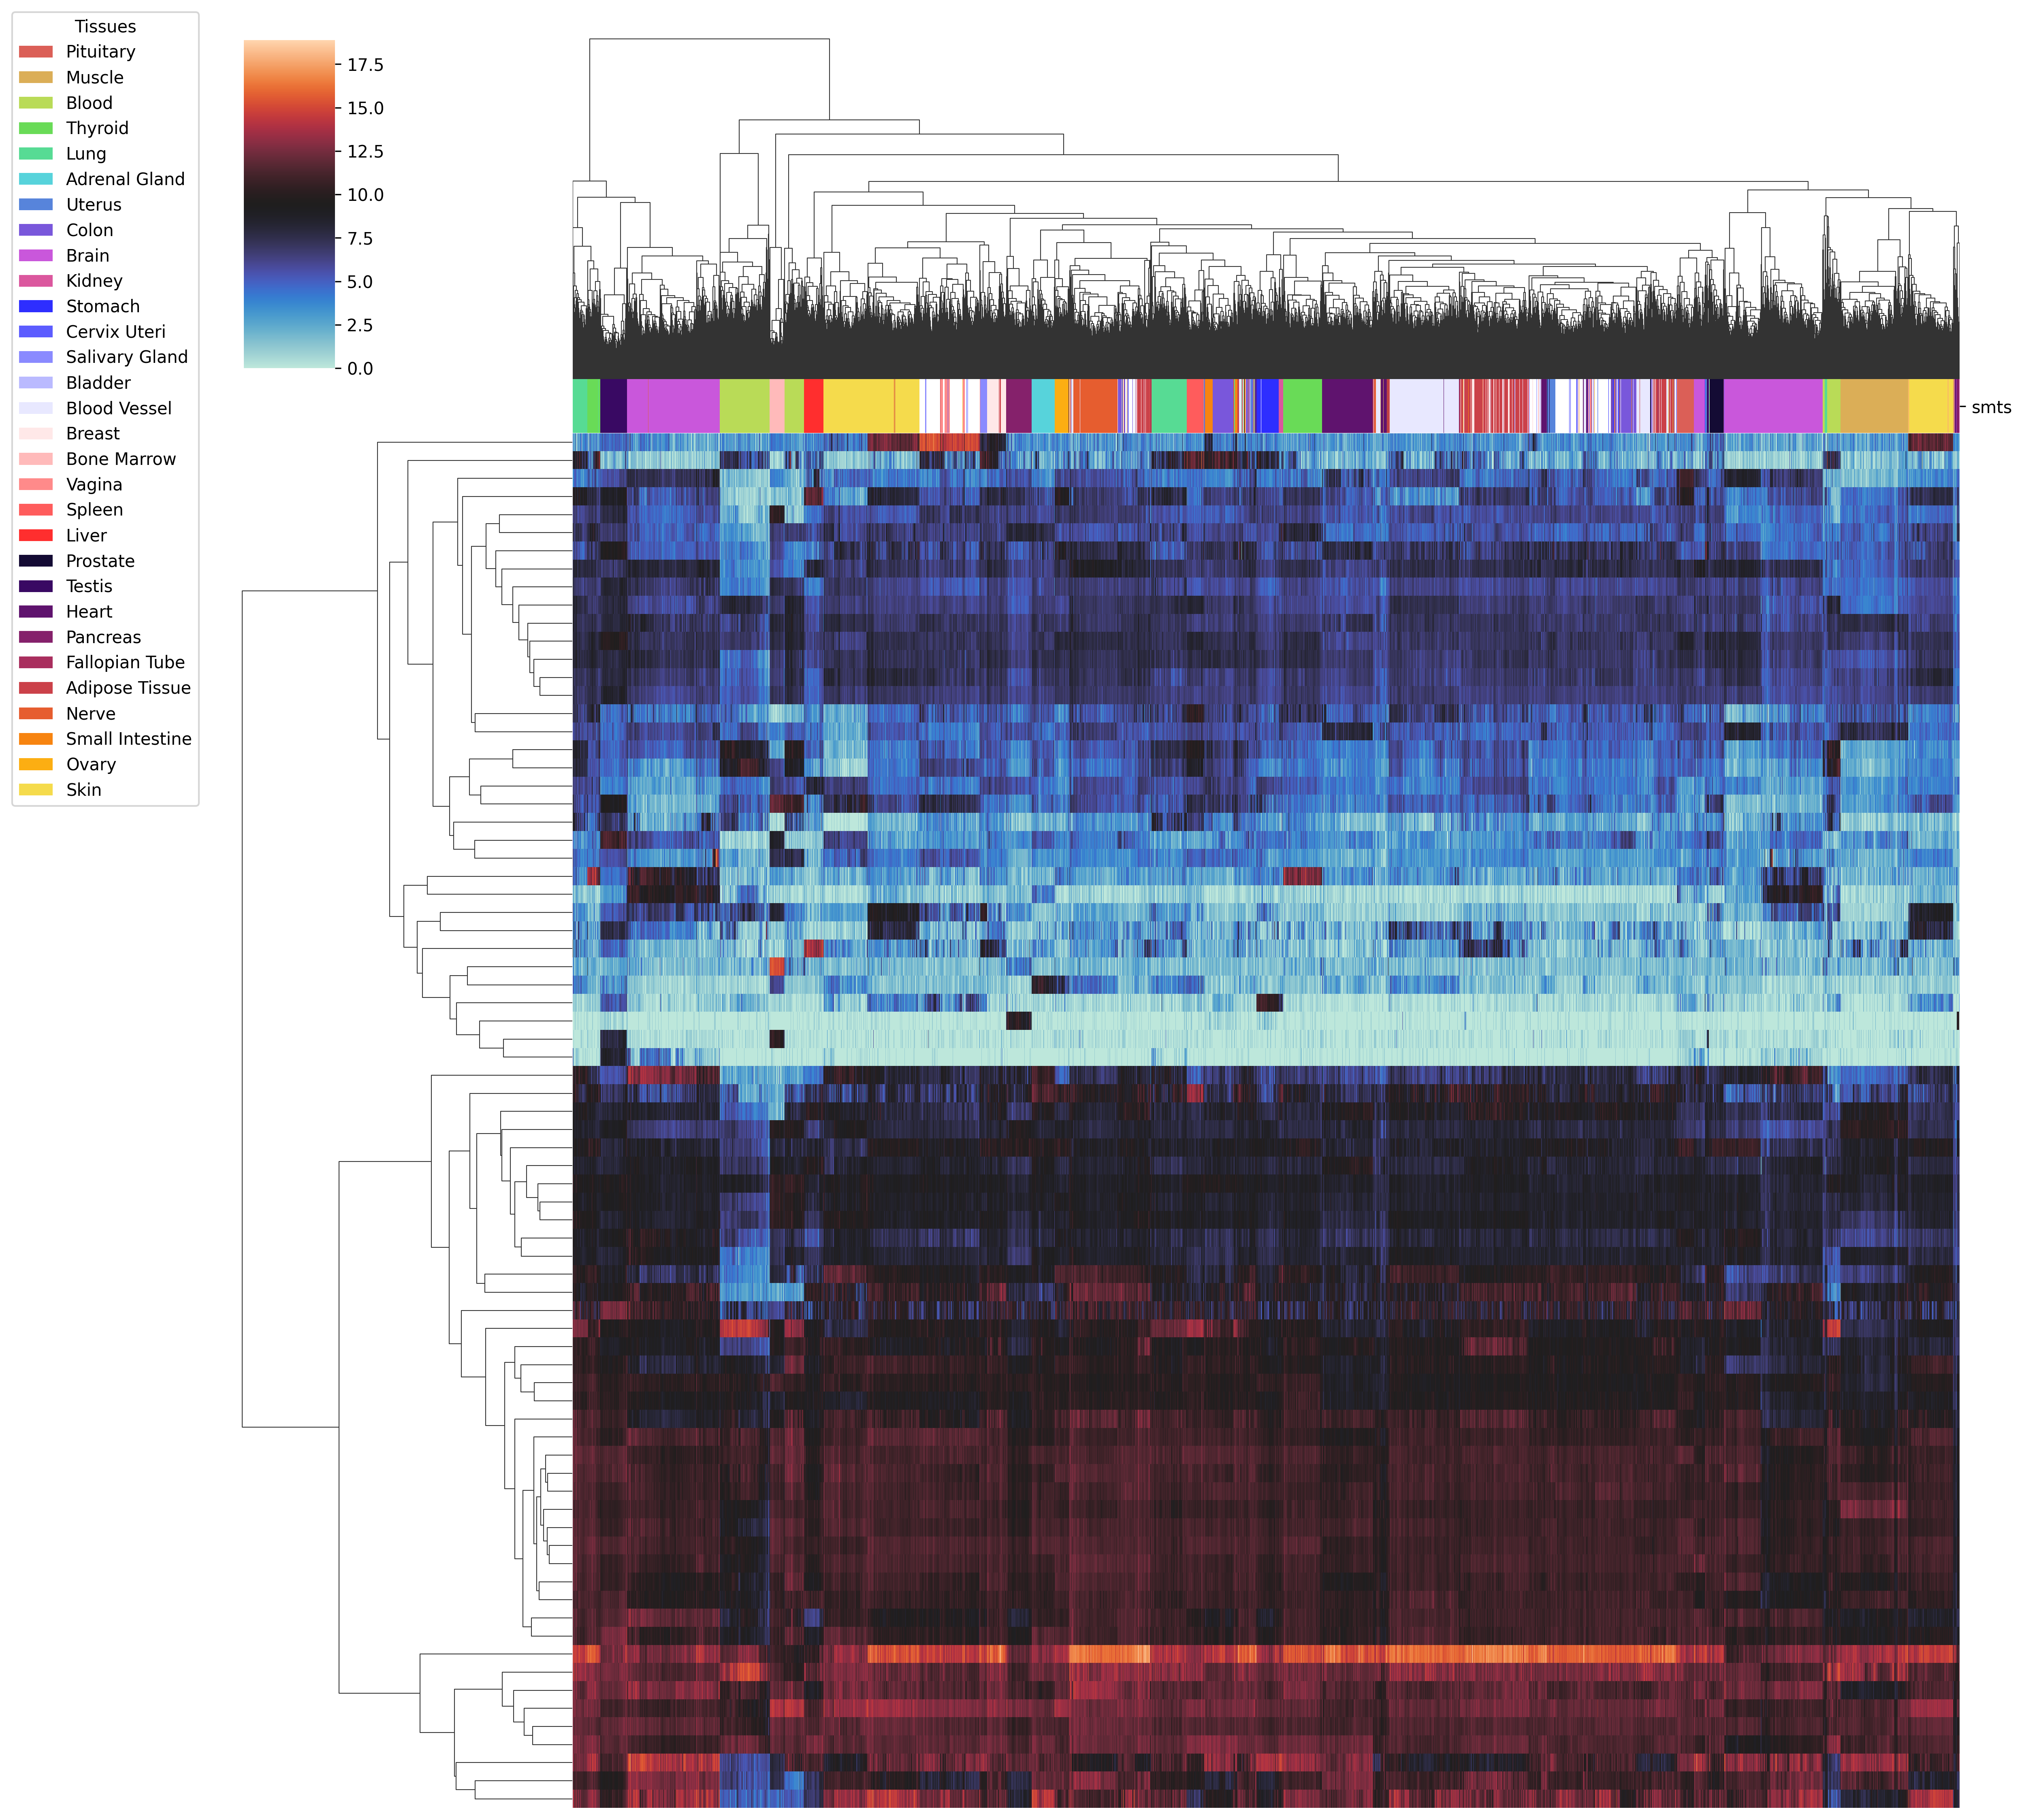 Tissues
Pituitary
Muscle
Blood
Thyroid
Lung
Adrenal Gland
Uterus
Colon
Brain
Kidney
Stomach
Cervix Uteri
Salivary Gland
Bladder
Blood Vessel
Breast
Bone Marrow
Vagina
Spleen
Liver
Prostate
Testis
Heart
Pancreas
Fallopian Tube
Adipose Tissue
Nerve
Small Intestine
Ovary
Skin
17.5
15.0
12.5
10.0
7.5
5.0
2.5
0.0
smts